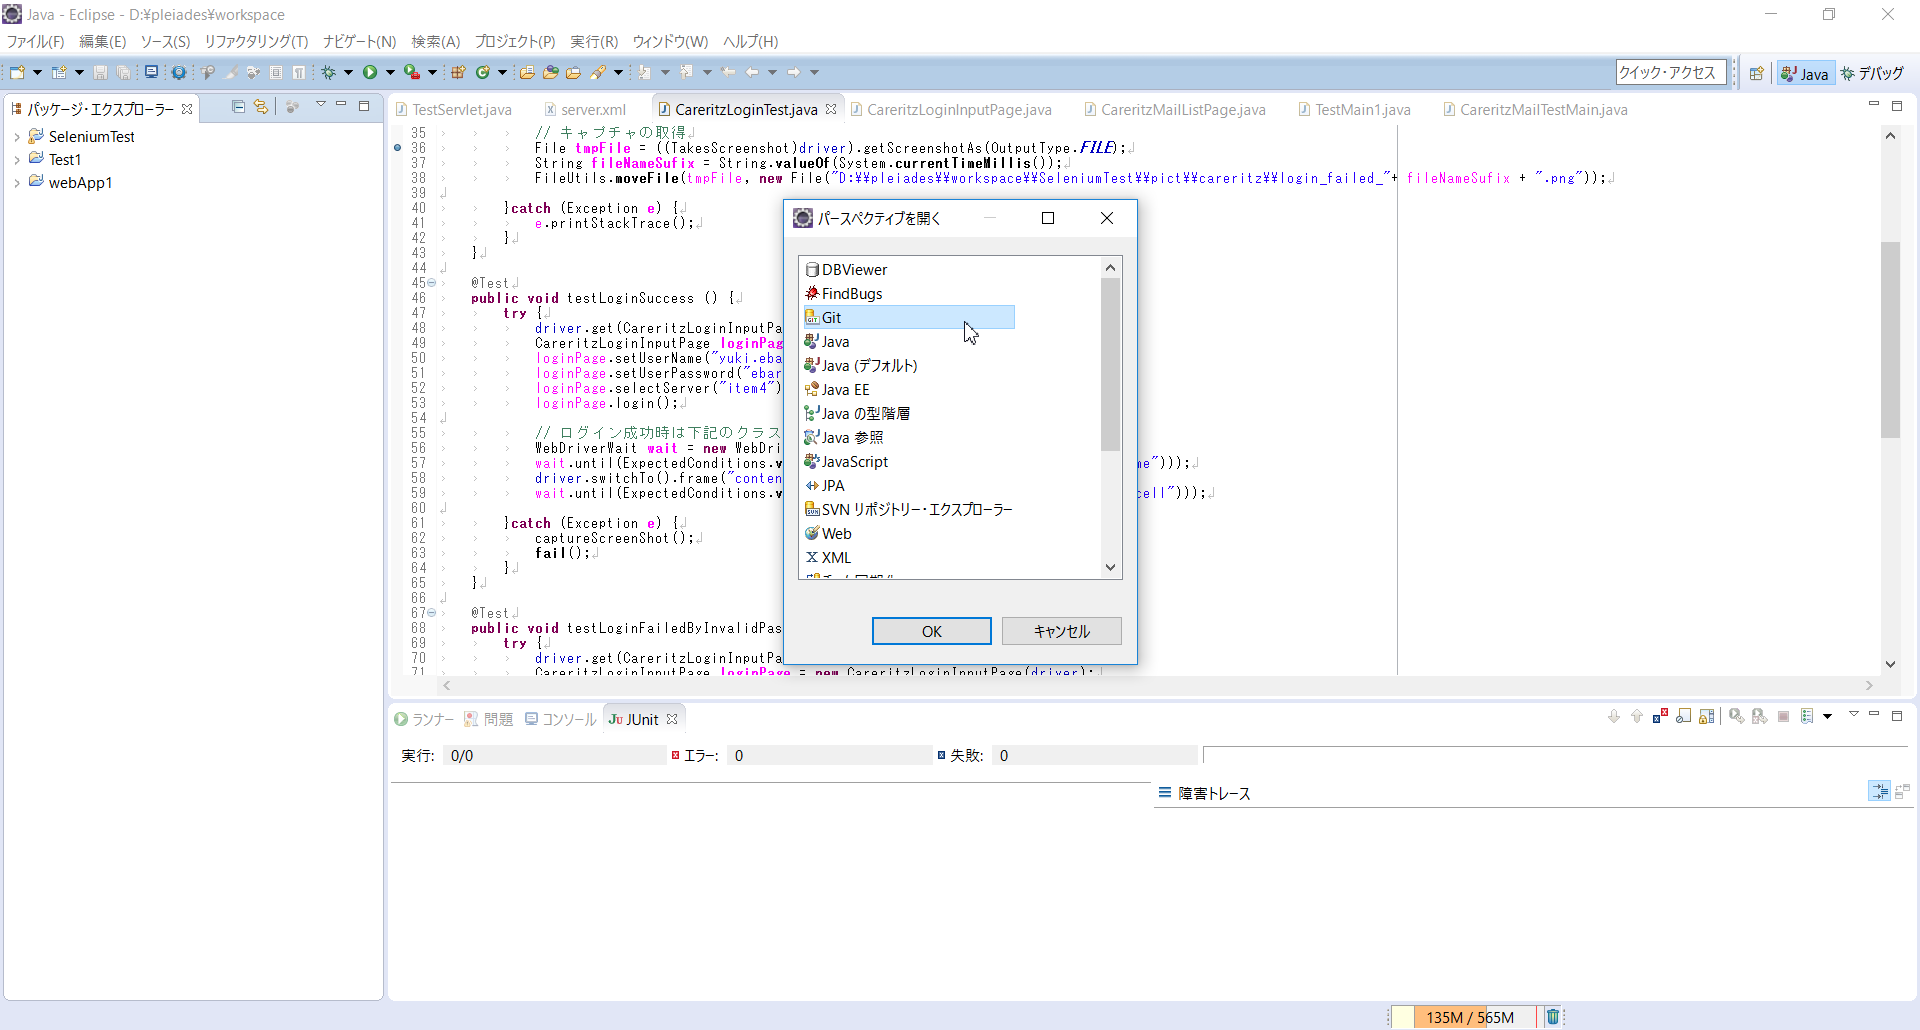 Java - Eclipse - D:¥pleiades¥workspace
ファイル(F) 編集(E) ソース(S) リファクタリング(T) ナビゲート(N) 検索(A) プロジェクト(P) 実行(R) ウィンドウ(W) ヘルプ(H)
クイック・アクセス Java デバッグ
パッケージ・エクスプローラー
SeleniumTest
Test1
webApp1
TestServlet.java server.xml CareritzLoginTest.java CareritzLoginInputPage.java CareritzMailListPage.java TestMain1.java CareritzMailTestMain.java
35 // キャプチャの取得
36 File tmpFile = ((TakesScreenshot)driver).getScreenshotAs(OutputType.FILE);
37 String fileNameSufix = String.valueOf(System.currentTimeMillis());
38 FileUtils.moveFile(tmpFile, new File("D:¥¥pleiades¥¥workspace¥¥SeleniumTest¥¥pict¥¥careritz¥¥login_failed_"+ fileNameSufix + ".png"));
39
40 }catch (Exception e) {
41 e.printStackTrace();
42 }
43 }
44
45 @Test
46 public void testLoginSuccess () {
47 try {
48 driver.get(CareritzLoginInputPa
49 CareritzLoginInputPage loginPag
50 loginPage.setUserName("yuki.eba
51 loginPage.setUserPassword("ebar
52 loginPage.selectServer("item4")
53 loginPage.login();
54
55 // ログイン成功時は下記のクラス
56 WebDriverWait wait = new WebDri
57 wait.until(ExpectedConditions.v me")));
58 driver.switchTo().frame("conten
59 wait.until(ExpectedConditions.v cell")));
60
61 }catch (Exception e) {
62 captureScreenShot();
63 fail();
64 }
65 }
66
67 @Test
68 public void testLoginFailedByInvalidPas
69 try {
70 driver.get(CareritzLoginInputPa
71 CareritzLoginInputPage loginPage = new CareritzLoginInputPage(driver);
パースペクティブを開く
DBViewer
FindBugs
Git
Java
Java (デフォルト)
Java EE
Java の型階層
Java 参照
JavaScript
JPA
SVN リポジトリー・エクスプローラー
Web
XML
OK キャンセル
ランナー 問題 コンソール JUnit
実行: 0/0 エラー: 0 失敗: 0
障害トレース
135M / 565M